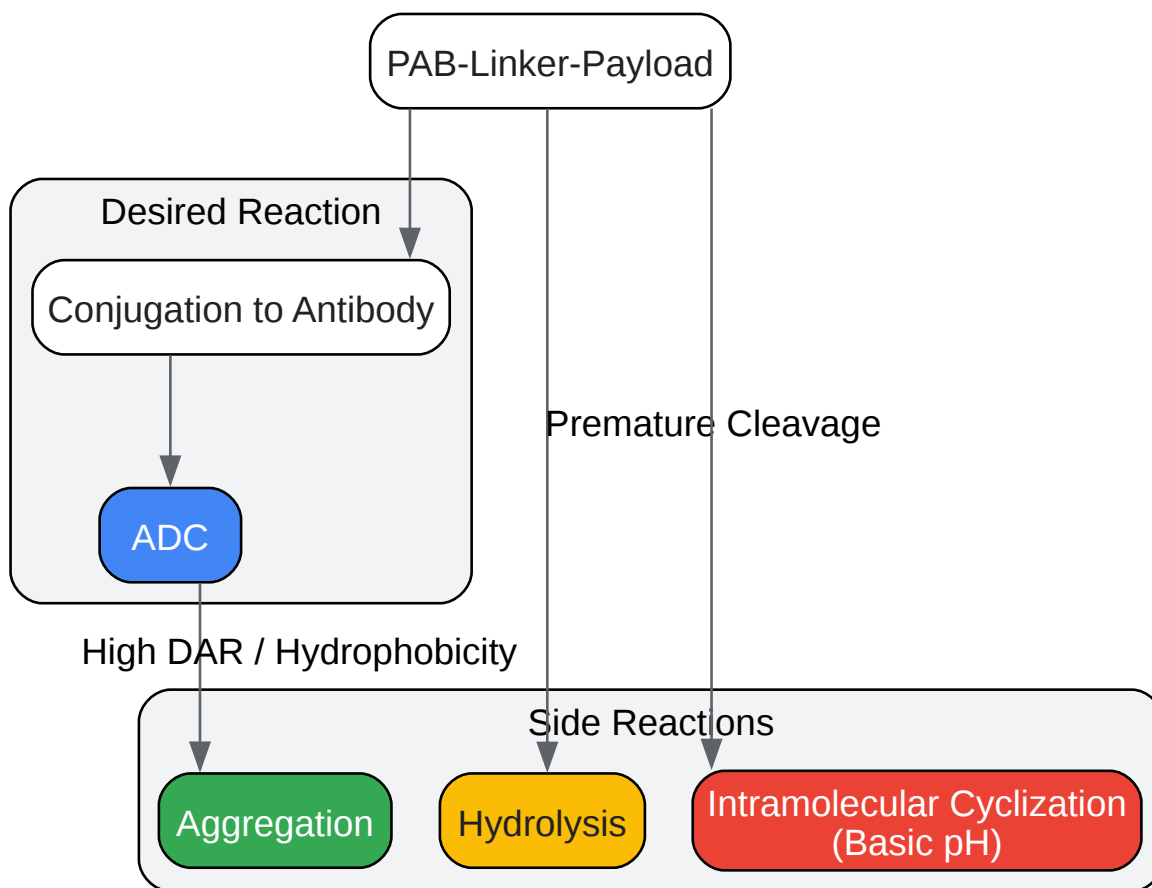 PAB-Linker-Payload
Desired Reaction
Conjugation to Antibody
Premature Cleavage
ADC
High DAR / Hydrophobicity
Side Reactions
Aggregation
Hydrolysis
Intramolecular Cyclization
(Basic pH)